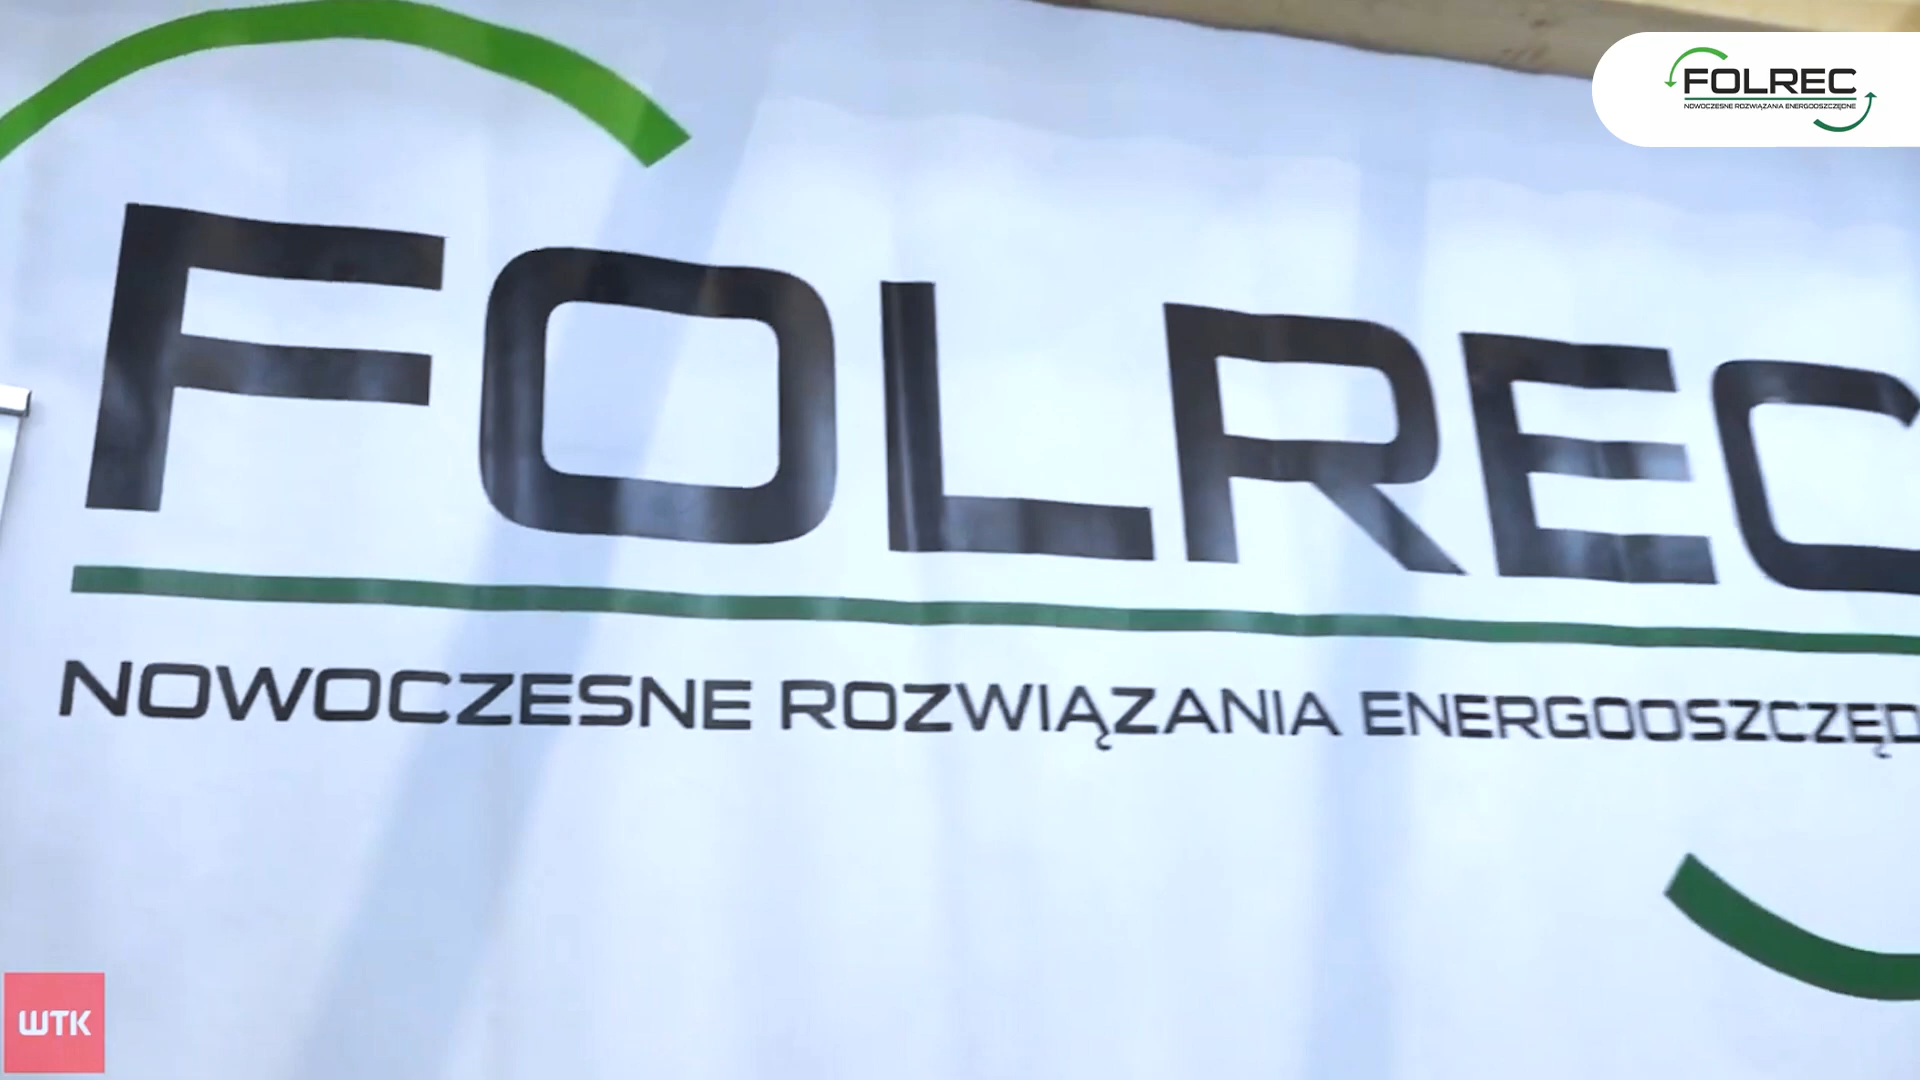 FOLREC
NOWOCZESNE ROZWIĄZANIA ENERGOOSZCZĘDNE
FOLREC
NOWOCZESNE ROZWIĄZANIA ENERGOOSZCZĘD
WTK